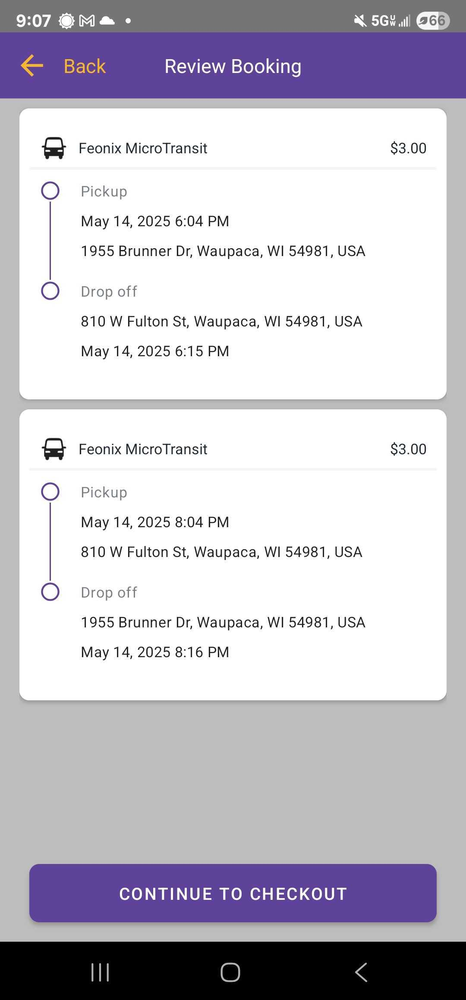 9:07
5G UW
66
Back
Review Booking
Feonix MicroTransit $3.00
Pickup
May 14, 2025 6:04 PM
1955 Brunner Dr, Waupaca, WI 54981, USA
Drop off
810 W Fulton St, Waupaca, WI 54981, USA
May 14, 2025 6:15 PM
Feonix MicroTransit $3.00
Pickup
May 14, 2025 8:04 PM
810 W Fulton St, Waupaca, WI 54981, USA
Drop off
1955 Brunner Dr, Waupaca, WI 54981, USA
May 14, 2025 8:16 PM
CONTINUE TO CHECKOUT